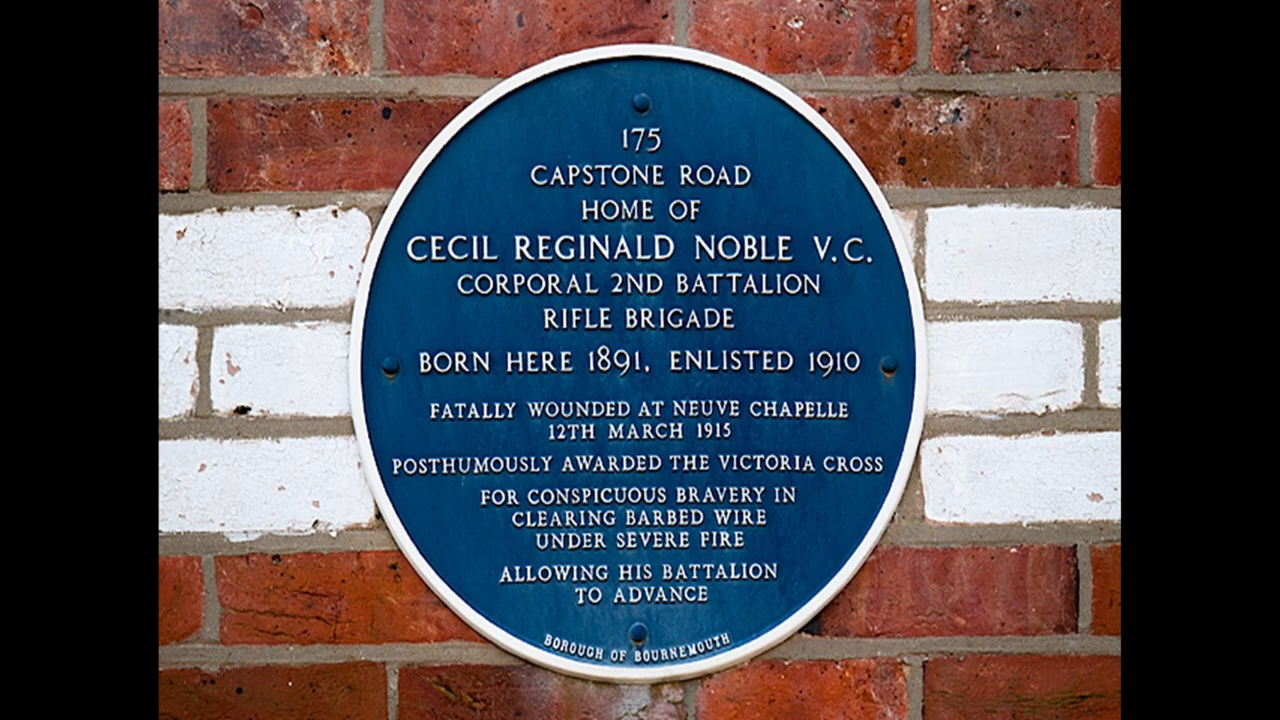 175
CAPSTONE ROAD
HOME OF
CECIL REGINALD NOBLE V.C.
CORPORAL 2ND BATTALION
RIFLE BRIGADE
BORN HERE 1891, ENLISTED 1910
FATALLY WOUNDED AT NEUVE CHAPELLE
12TH MARCH 1915
POSTHUMOUSLY AWARDED THE VICTORIA CROSS
FOR CONSPICUOUS BRAVERY IN
CLEARING BARBED WIRE
UNDER SEVERE FIRE
ALLOWING HIS BATTALION
TO ADVANCE
BOROUGH OF BOURNEMOUTH